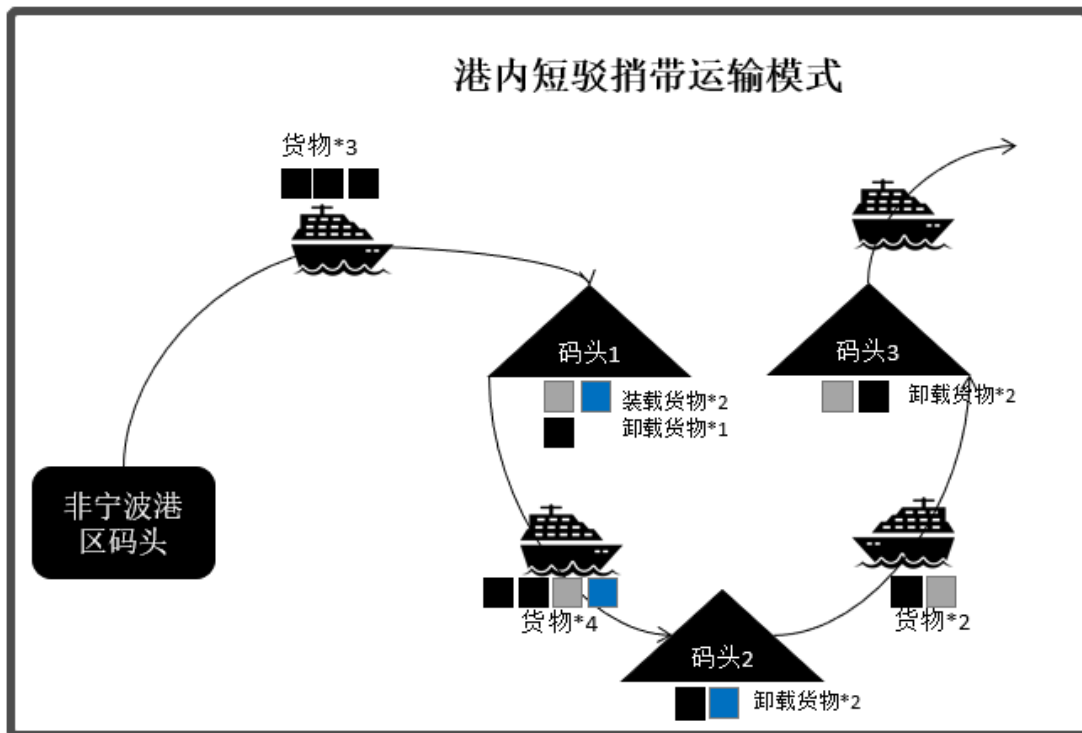 港内短驳捎带运输模式
货物*3
码头1
装载货物*2
卸载货物*1
码头3
卸载货物*2
非宁波港
区码头
货物*4
货物*2
码头2
卸载货物*2